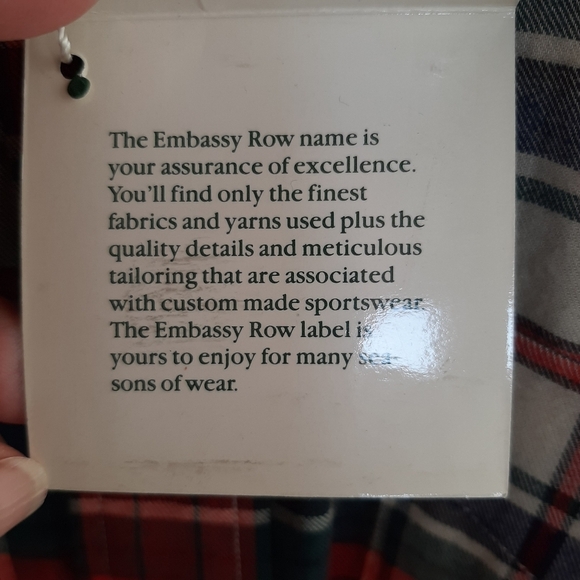 The Embassy Row name is
your assurance of excellence.
You'll find only the finest
fabrics and yarns used plus the
quality details and meticulous
tailoring that are associated
with custom made sportswear.
The Embassy Row label is
yours to enjoy for many sea-
sons of wear.